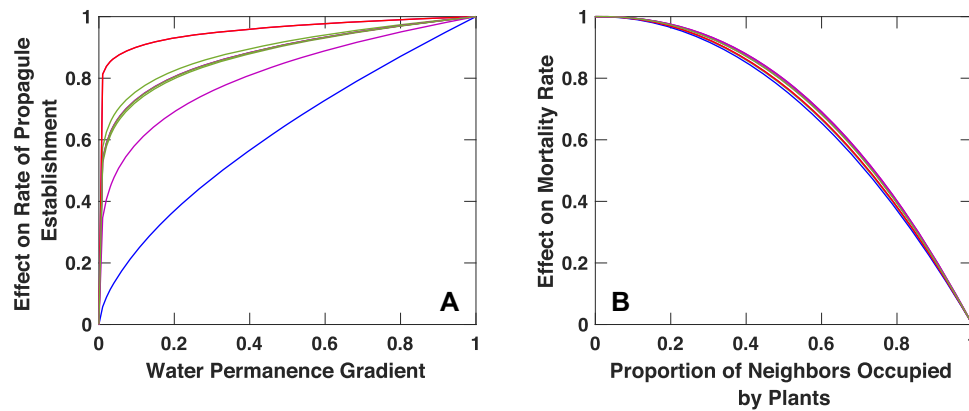 Effect on Rate of Propagule
Establishment
1
0.8
0.6
0.4
0.2
0
0 0.2 0.4 0.6 0.8 1
A
Water Permanence Gradient
Effect on Mortality Rate
1
0.8
0.6
0.4
0.2
0
0 0.2 0.4 0.6 0.8 1
B
Proportion of Neighbors Occupied
by Plants